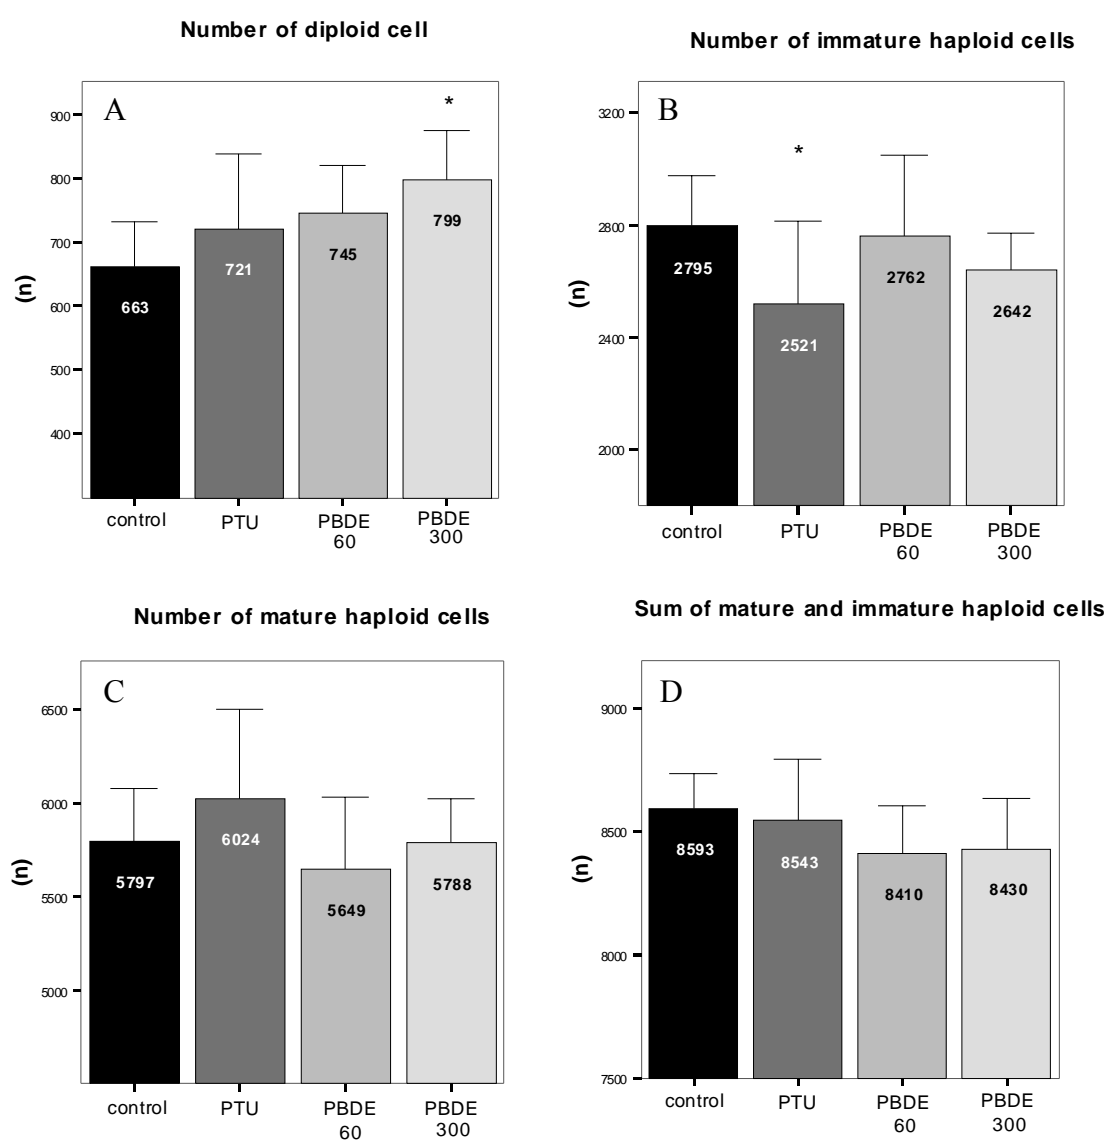 Number of diploid cell
A
*
900
800
700
600
500
400
(n)
663
721
745
799
control
PTU
PBDE
60
PBDE
300
Number of immature haploid cells
B
*
3200
2800
2400
2000
(n)
2795
2521
2762
2642
control
PTU
PBDE
60
PBDE
300
Number of mature haploid cells
C
6500
6000
5500
5000
(n)
5797
6024
5649
5788
control
PTU
PBDE
60
PBDE
300
Sum of mature and immature haploid cells
D
9000
8500
8000
7500
(n)
8593
8543
8410
8430
control
PTU
PBDE
60
PBDE
300